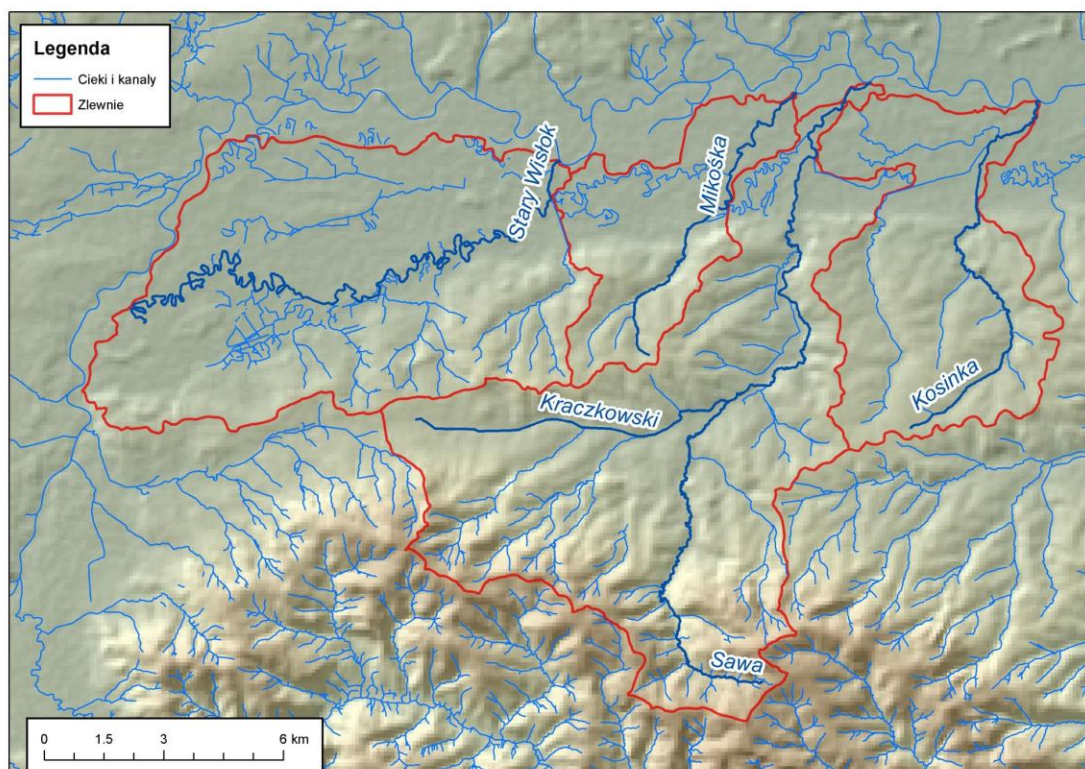 Legenda
Cieki i kanały
Zlewnie
Stary Wisłok
Mikośka
Kraczkowski
Kosinka
Sawa
0 1.5 3 6 km